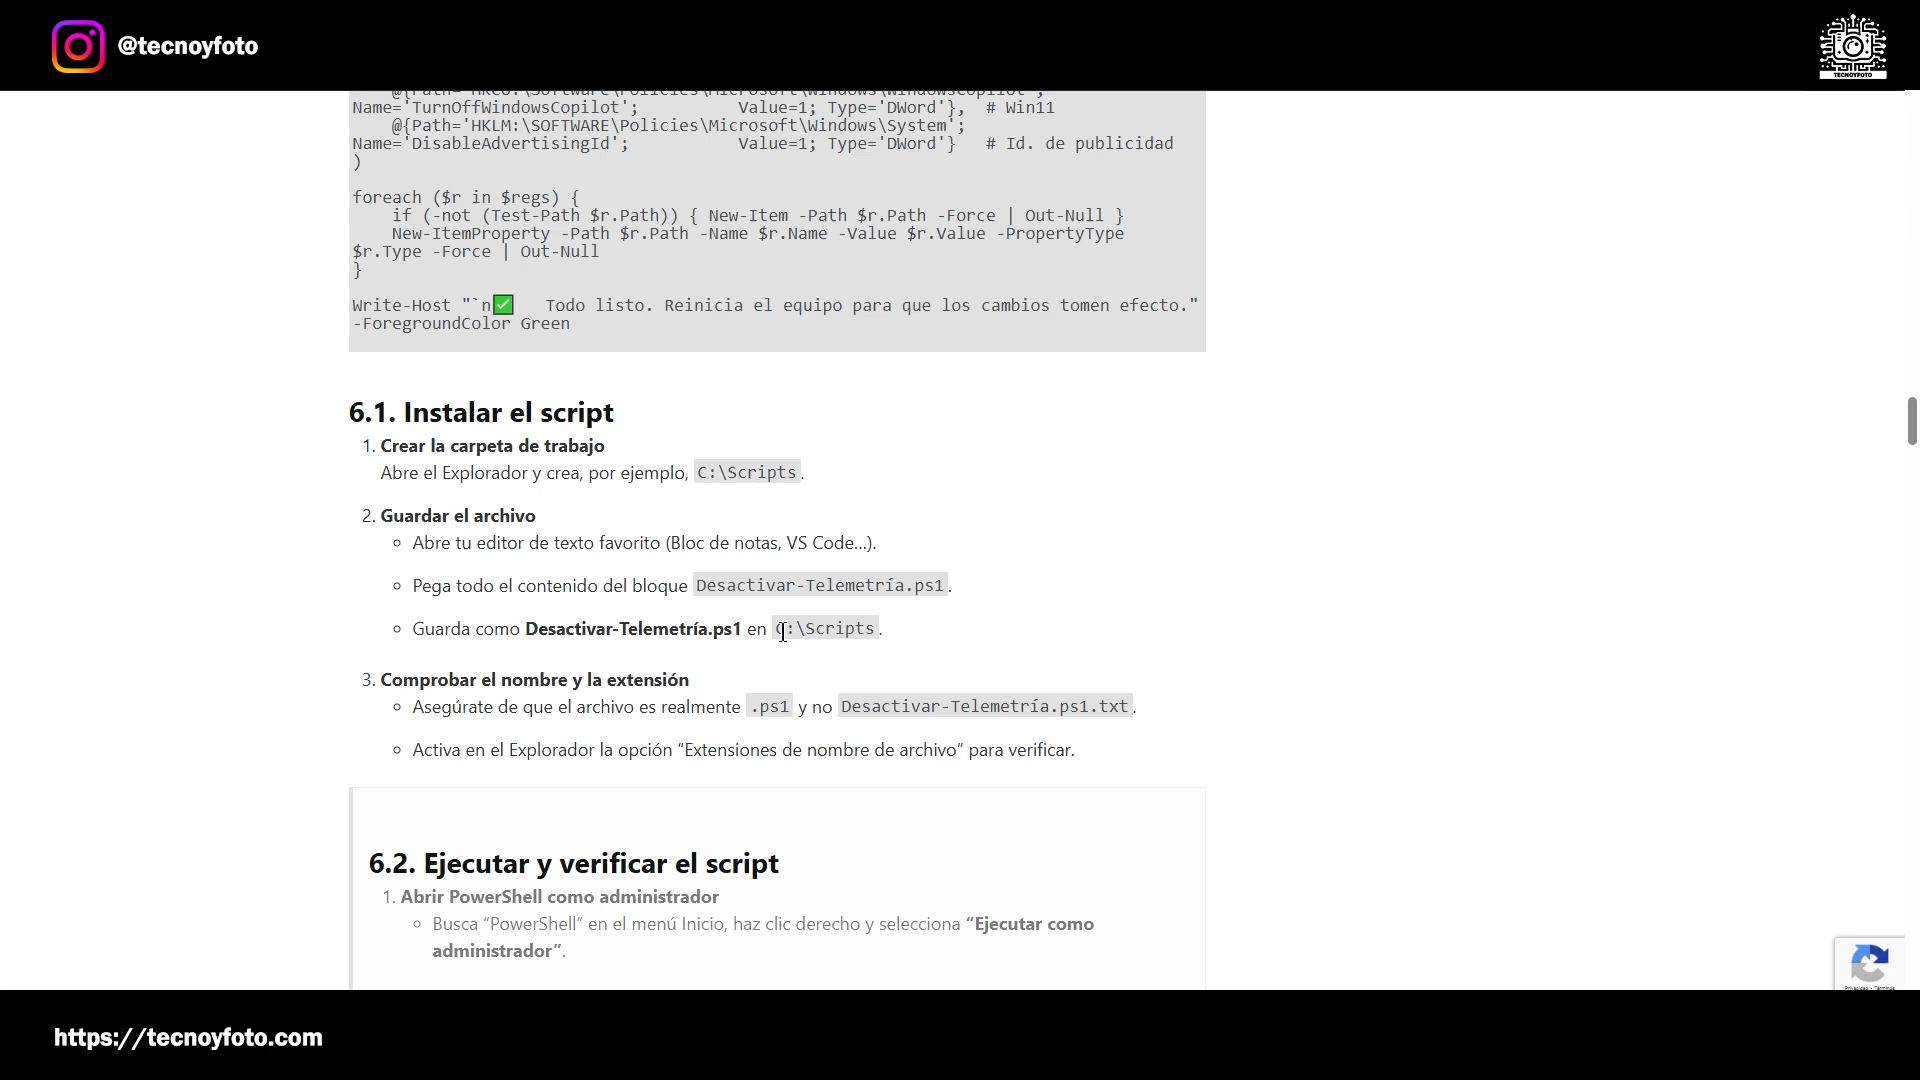 @tecnoyfoto
TECNOYFOTO
Name='TurnOffWindowsCopilot';          Value=1; Type='DWord'},  # Win11
    @{Path='HKLM:\SOFTWARE\Policies\Microsoft\Windows\System';
Name='DisableAdvertisingId';           Value=1; Type='DWord'}   # Id. de publicidad
)
foreach ($r in $regs) {
    if (-not (Test-Path $r.Path)) { New-Item -Path $r.Path -Force | Out-Null }
    New-ItemProperty -Path $r.Path -Name $r.Name -Value $r.Value -PropertyType
$r.Type -Force | Out-Null
}
Write-Host "`n✅   Todo listo. Reinicia el equipo para que los cambios tomen efecto."
-ForegroundColor Green
6.1. Instalar el script
1. Crear la carpeta de trabajo
Abre el Explorador y crea, por ejemplo, C:\Scripts.
2. Guardar el archivo
Abre tu editor de texto favorito (Bloc de notas, VS Code…).
Pega todo el contenido del bloque Desactivar-Telemetría.ps1.
Guarda como Desactivar-Telemetría.ps1 en C:\Scripts.
3. Comprobar el nombre y la extensión
Asegúrate de que el archivo es realmente .ps1 y no Desactivar-Telemetría.ps1.txt.
Activa en el Explorador la opción “Extensiones de nombre de archivo” para verificar.
6.2. Ejecutar y verificar el script
1. Abrir PowerShell como administrador
Busca “PowerShell” en el menú Inicio, haz clic derecho y selecciona “Ejecutar como
administrador”.
Privacidad - Términos
https://tecnoyfoto.com